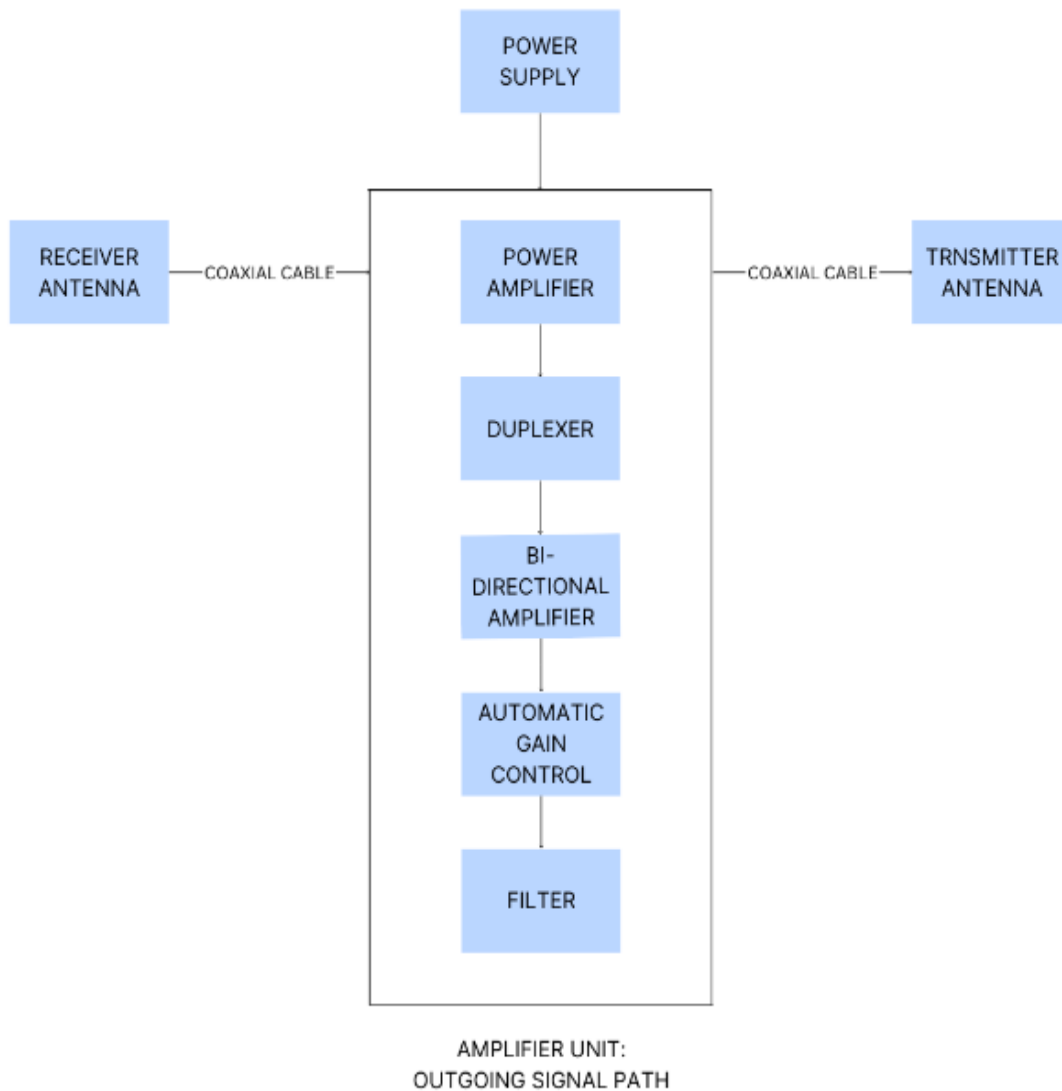 POWER
SUPPLY
RECEIVER
ANTENNA
COAXIAL CABLE
POWER
AMPLIFIER
COAXIAL CABLE
TRNSMITTER
ANTENNA
DUPLEXER
BI-
DIRECTIONAL
AMPLIFIER
AUTOMATIC
GAIN
CONTROL
FILTER
AMPLIFIER UNIT:
OUTGOING SIGNAL PATH